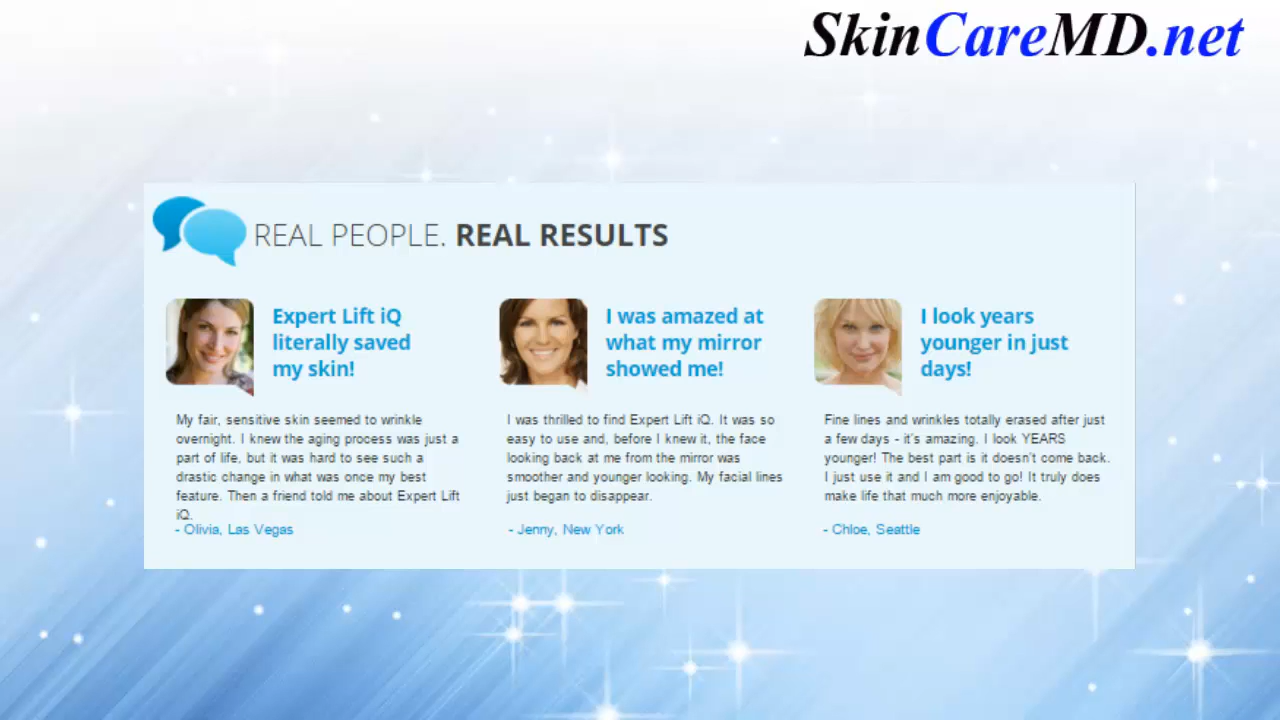 SkinCareMD.net
REAL PEOPLE. REAL RESULTS
Expert Lift iQ
literally saved
my skin!
My fair, sensitive skin seemed to wrinkle
overnight. I knew the aging process was just a
part of life, but it was hard to see such a
drastic change in what was once my best
feature. Then a friend told me about Expert Lift
iQ.
- Olivia, Las Vegas
I was amazed at
what my mirror
showed me!
I was thrilled to find Expert Lift iQ. It was so
easy to use and, before I knew it, the face
looking back at me from the mirror was
smoother and younger looking. My facial lines
just began to disappear.
- Jenny, New York
I look years
younger in just
days!
Fine lines and wrinkles totally erased after just
a few days - it's amazing. I look YEARS
younger! The best part is it doesn't come back.
I just use it and I am good to go! It truly does
make life that much more enjoyable.
- Chloe, Seattle